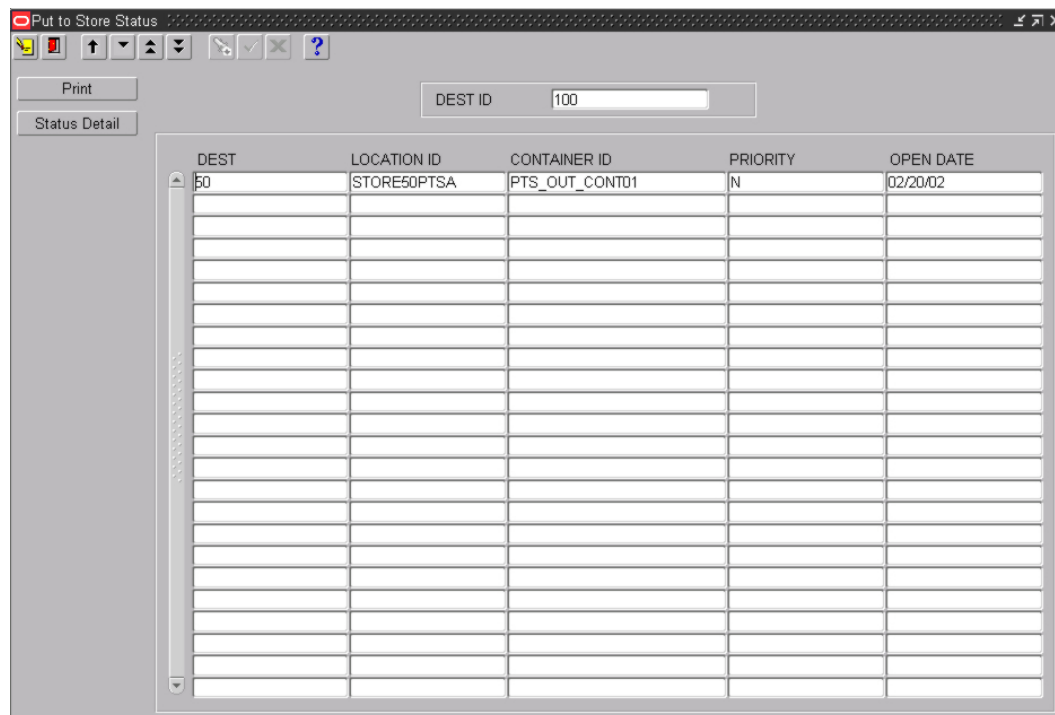 Put to Store Status
?
Print
DEST ID 100
Status Detail
DEST LOCATION ID CONTAINER ID PRIORITY OPEN DATE
50 STORE50PTSA PTS_OUT_CONT01 N 02/20/02